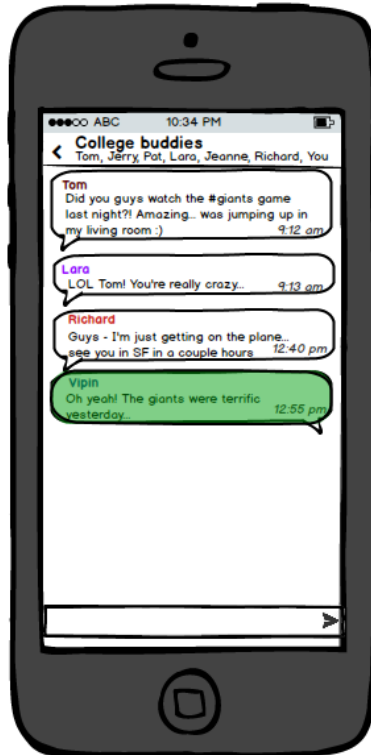 ABC 10:34 PM
College buddies
Tom, Jerry, Pat, Lara, Jeanne, Richard, You
Tom
Did you guys watch the #giants game
last night?! Amazing... was jumping up in
my living room :) 9:12 am
Lara
LOL Tom! You're really crazy... 9:13 am
Richard
Guys - I'm just getting on the plane...
see you in SF in a couple hours 12:40 pm
Vipin
Oh yeah! The giants were terrific
yesterday... 12:55 pm